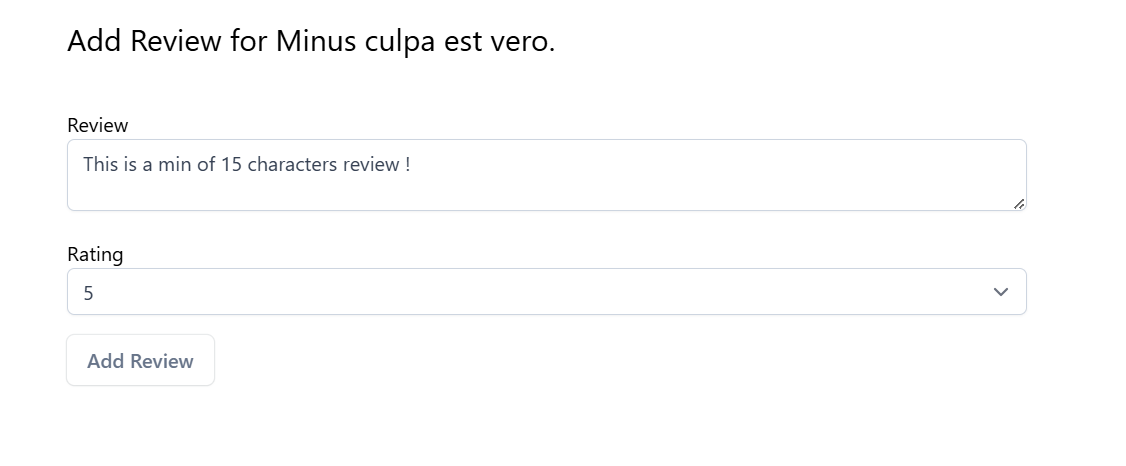 Add Review for Minus culpa est vero.
Review
This is a min of 15 characters review !
Rating
5
Add Review